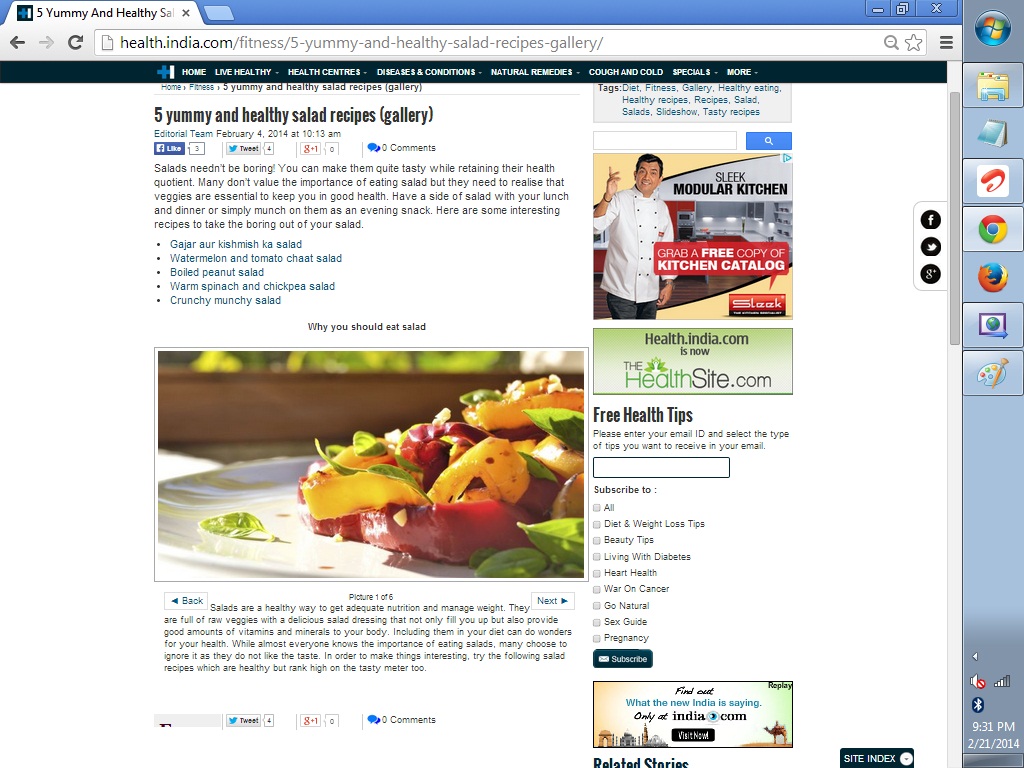 5 Yummy And Healthy Sal
health.india.com/fitness/5-yummy-and-healthy-salad-recipes-gallery/
HOME LIVE HEALTHY HEALTH CENTRES DISEASES & CONDITIONS NATURAL REMEDIES COUGH AND COLD SPECIALS MORE
Home › Fitness › 5 yummy and healthy salad recipes (gallery)
5 yummy and healthy salad recipes (gallery)
Editorial Team February 4, 2014 at 10:13 am
Like 3 Tweet 4 g+1 0 0 Comments
Salads needn't be boring! You can make them quite tasty while retaining their health
quotient. Many don't value the importance of eating salad but they need to realise that
veggies are essential to keep you in good health. Have a side of salad with your lunch
and dinner or simply munch on them as an evening snack. Here are some interesting
recipes to take the boring out of your salad.
• Gajar aur kishmish ka salad
• Watermelon and tomato chaat salad
• Boiled peanut salad
• Warm spinach and chickpea salad
• Crunchy munchy salad
Why you should eat salad
◄ Back
Picture 1 of 6
Next ►
Salads are a healthy way to get adequate nutrition and manage weight. They
are full of raw veggies with a delicious salad dressing that not only fill you up but also provide
good amounts of vitamins and minerals to your body. Including them in your diet can do wonders
for your health. While almost everyone knows the importance of eating salads, many choose to
ignore it as they do not like the taste. In order to make things interesting, try the following salad
recipes which are healthy but rank high on the tasty meter too.
Tweet 4 g+1 0 0 Comments
Tags:Diet, Fitness, Gallery, Healthy eating,
Healthy recipes, Recipes, Salad,
Salads, Slideshow, Tasty recipes
SLEEK
MODULAR KITCHEN
GRAB A FREE COPY OF
KITCHEN CATALOG
Sleek
THE KITCHEN SPECIALIST
Health.india.com
is now
THE HealthSite.com
Free Health Tips
Please enter your email ID and select the type
of tips you want to receive in your email.
Subscribe to :
All
Diet & Weight Loss Tips
Beauty Tips
Living With Diabetes
Heart Health
War On Cancer
Go Natural
Sex Guide
Pregnancy
Subscribe
Replay
Find out
What the new India is saying.
Only at india.com
Visit Now!
Related Stories
SITE INDEX
9:31 PM
2/21/2014